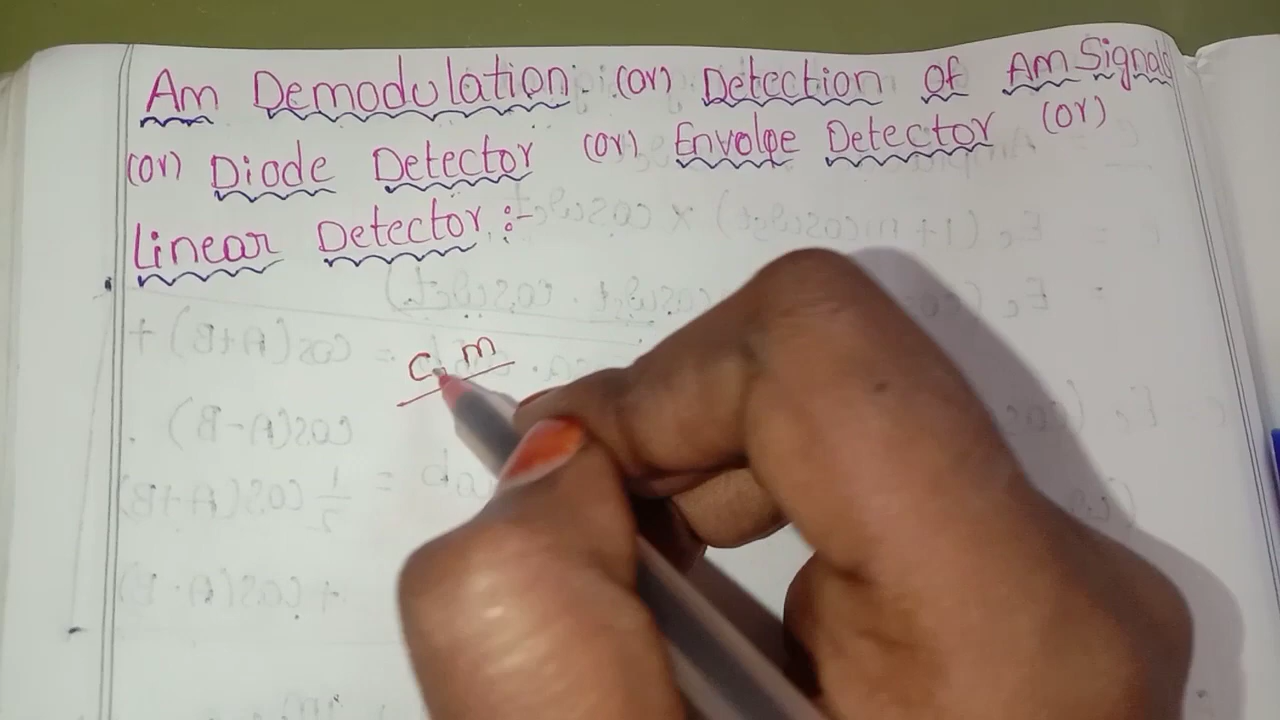 Am Demodulation. (or) Detection of Am Signals
(or) Diode Detector (or) Envolpe Detector (or)
Linear Detector :-
c m